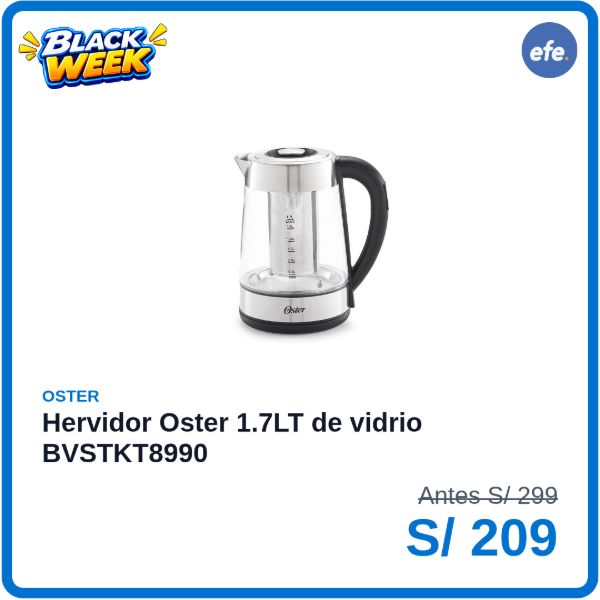 BLACK
WEEK
efe.
Oster
OSTER
Hervidor Oster 1.7LT de vidrio
BVSTKT8990
Antes S/ 299
S/ 209